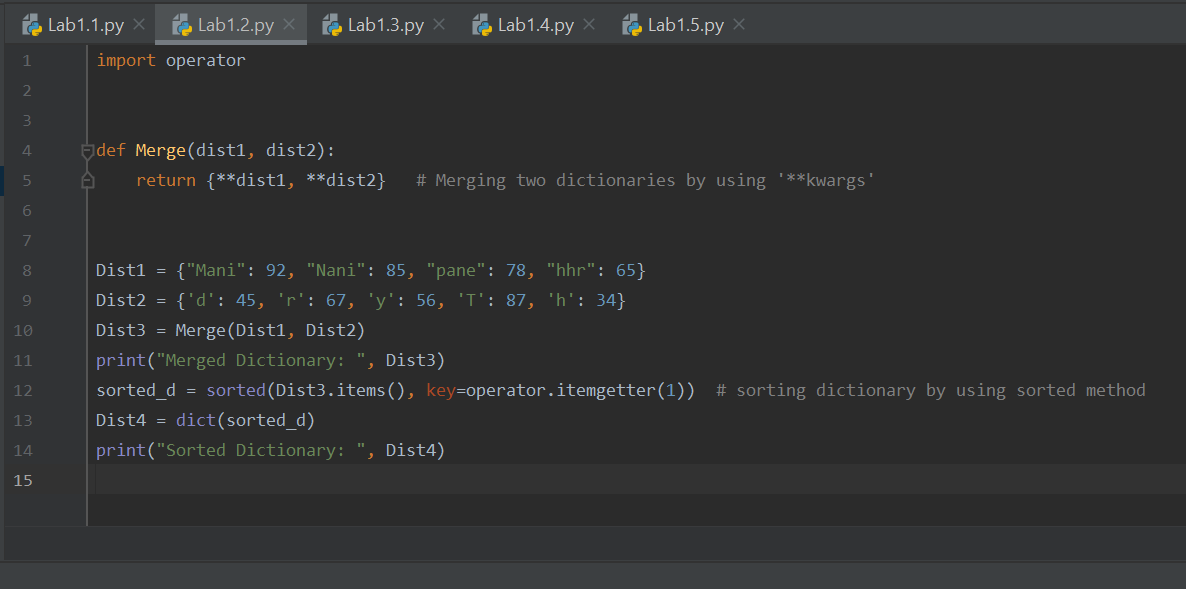 Lab1.1.py Lab1.2.py Lab1.3.py Lab1.4.py Lab1.5.py
1 import operator
2
3
4 def Merge(dist1, dist2):
5     return {**dist1, **dist2}   # Merging two dictionaries by using '**kwargs'
6
7
8 Dist1 = {"Mani": 92, "Nani": 85, "pane": 78, "hhr": 65}
9 Dist2 = {'d': 45, 'r': 67, 'y': 56, 'T': 87, 'h': 34}
10 Dist3 = Merge(Dist1, Dist2)
11 print("Merged Dictionary: ", Dist3)
12 sorted_d = sorted(Dist3.items(), key=operator.itemgetter(1))  # sorting dictionary by using sorted method
13 Dist4 = dict(sorted_d)
14 print("Sorted Dictionary: ", Dist4)
15